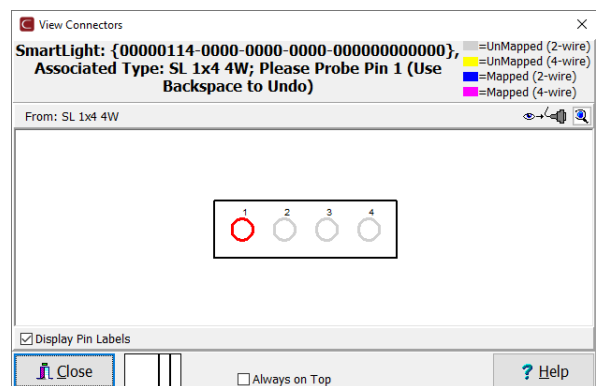 View Connectors
SmartLight: {00000114-0000-0000-0000-000000000000},
Associated Type: SL 1x4 4W; Please Probe Pin 1 (Use
Backspace to Undo)
=UnMapped (2-wire)
=UnMapped (4-wire)
=Mapped (2-wire)
=Mapped (4-wire)
From: SL 1x4 4W
1 2 3 4
Display Pin Labels
Close
Always on Top
? Help